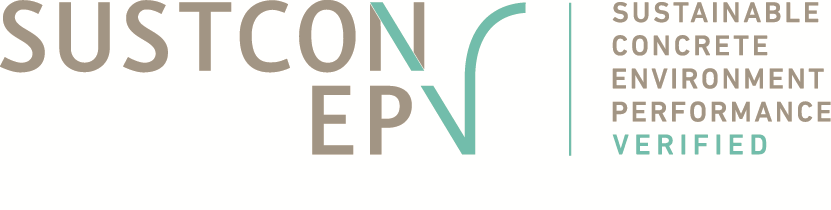 SUSTCON
EPV
SUSTAINABLE
CONCRETE
ENVIRONMENT
PERFORMANCE
VERIFIED